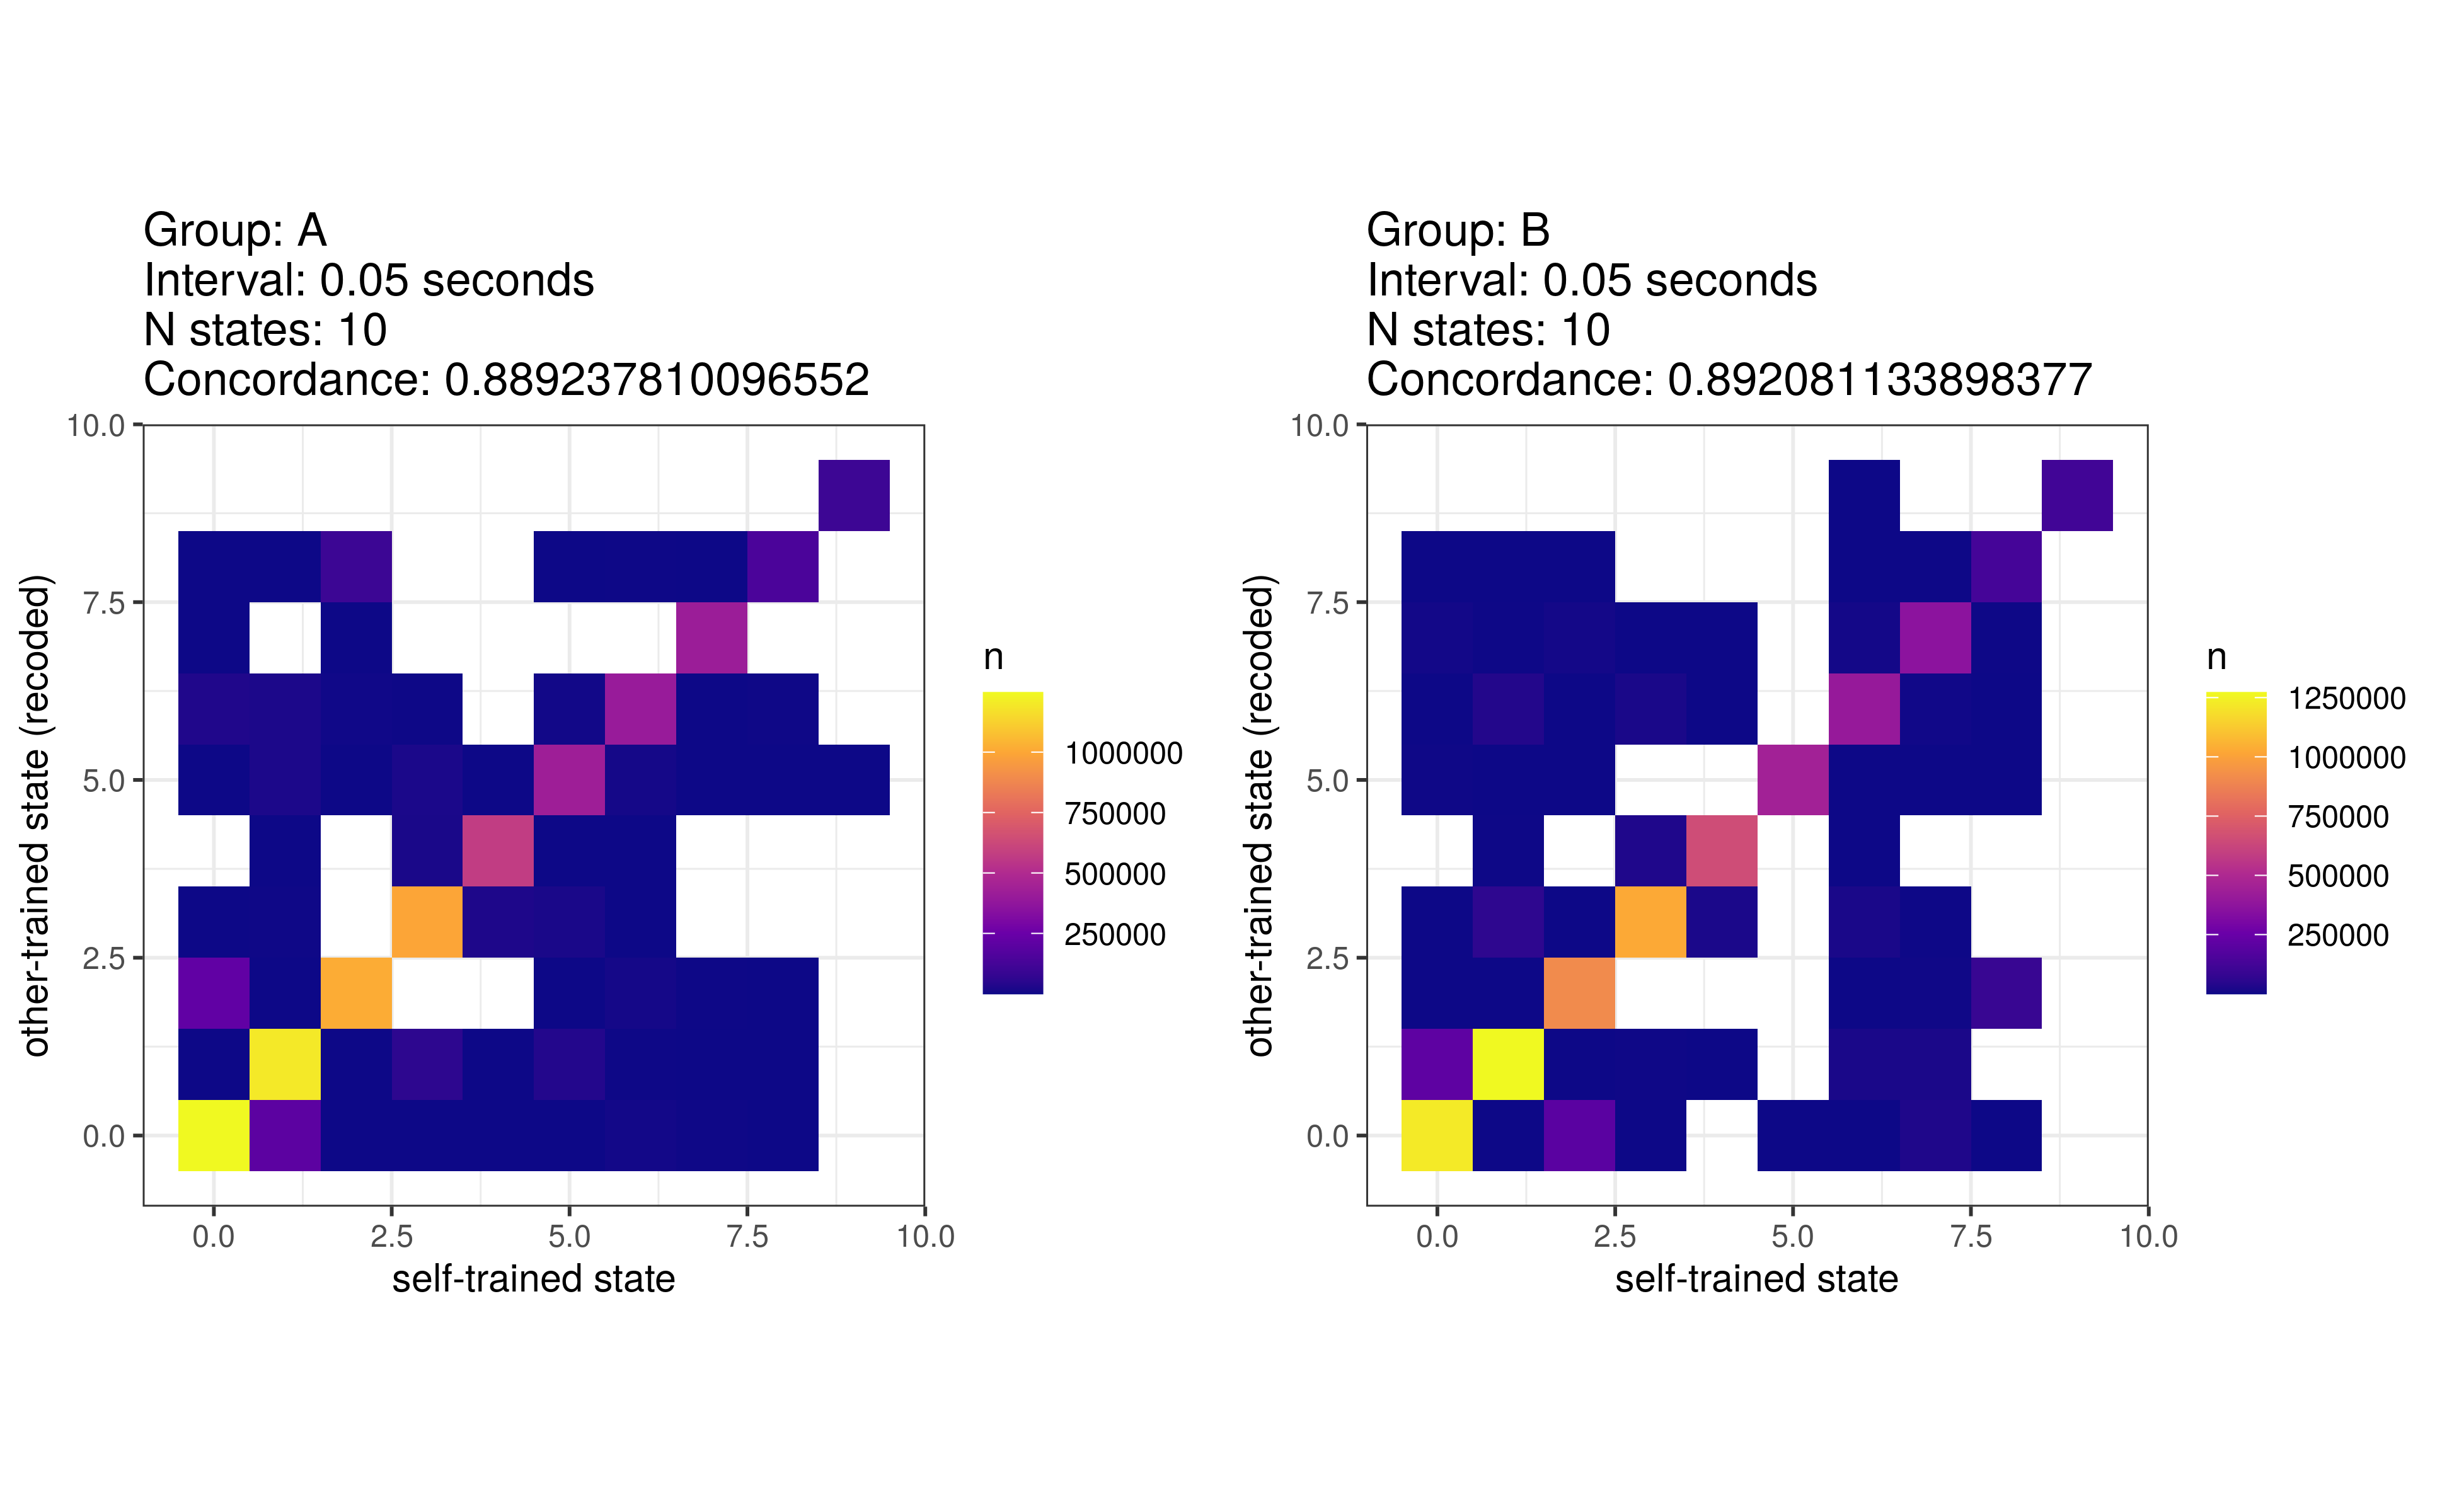 Group: A
Interval: 0.05 seconds
N states: 10
Concordance: 0.889237810096552
10.0
7.5
5.0
2.5
0.0
other-trained state (recoded)
0.0 2.5 5.0 7.5 10.0
self-trained state
n
1000000
750000
500000
250000
Group: B
Interval: 0.05 seconds
N states: 10
Concordance: 0.892081133898377
10.0
7.5
5.0
2.5
0.0
other-trained state (recoded)
0.0 2.5 5.0 7.5 10.0
self-trained state
n
1250000
1000000
750000
500000
250000